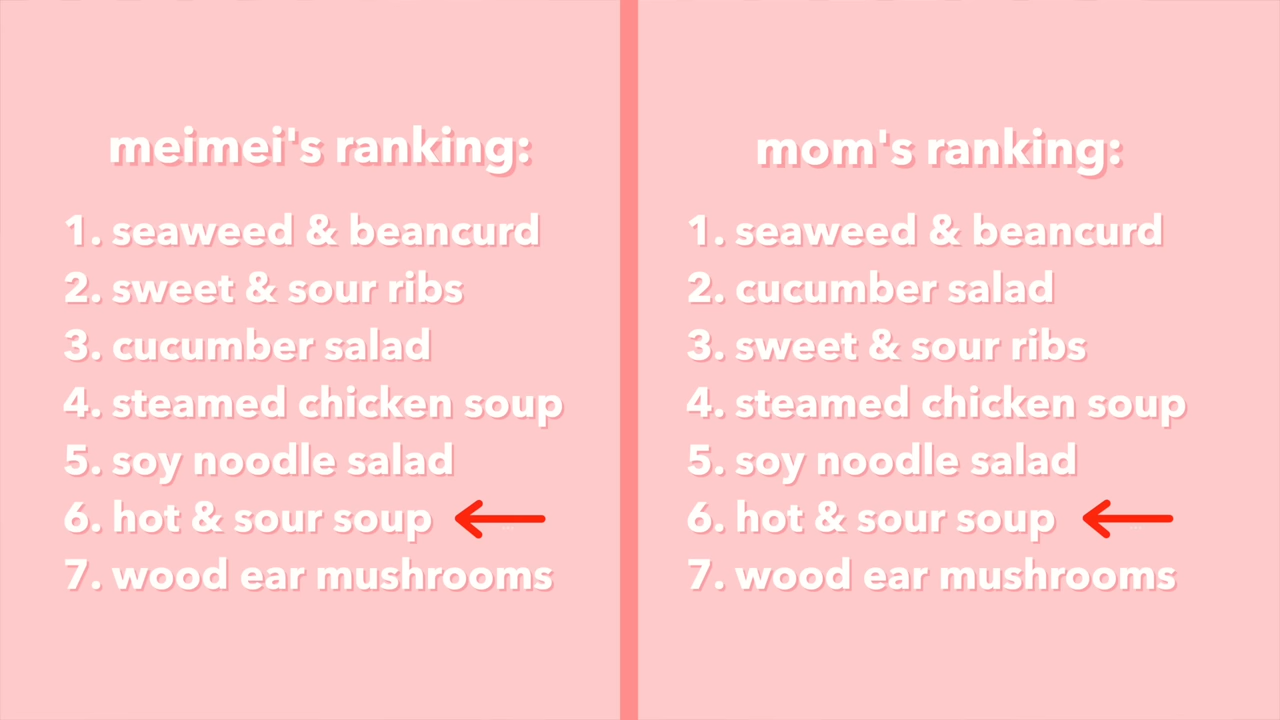 meimei's ranking:
1. seaweed & beancurd
2. sweet & sour ribs
3. cucumber salad
4. steamed chicken soup
5. soy noodle salad
6. hot & sour soup
7. wood ear mushrooms
mom's ranking:
1. seaweed & beancurd
2. cucumber salad
3. sweet & sour ribs
4. steamed chicken soup
5. soy noodle salad
6. hot & sour soup
7. wood ear mushrooms